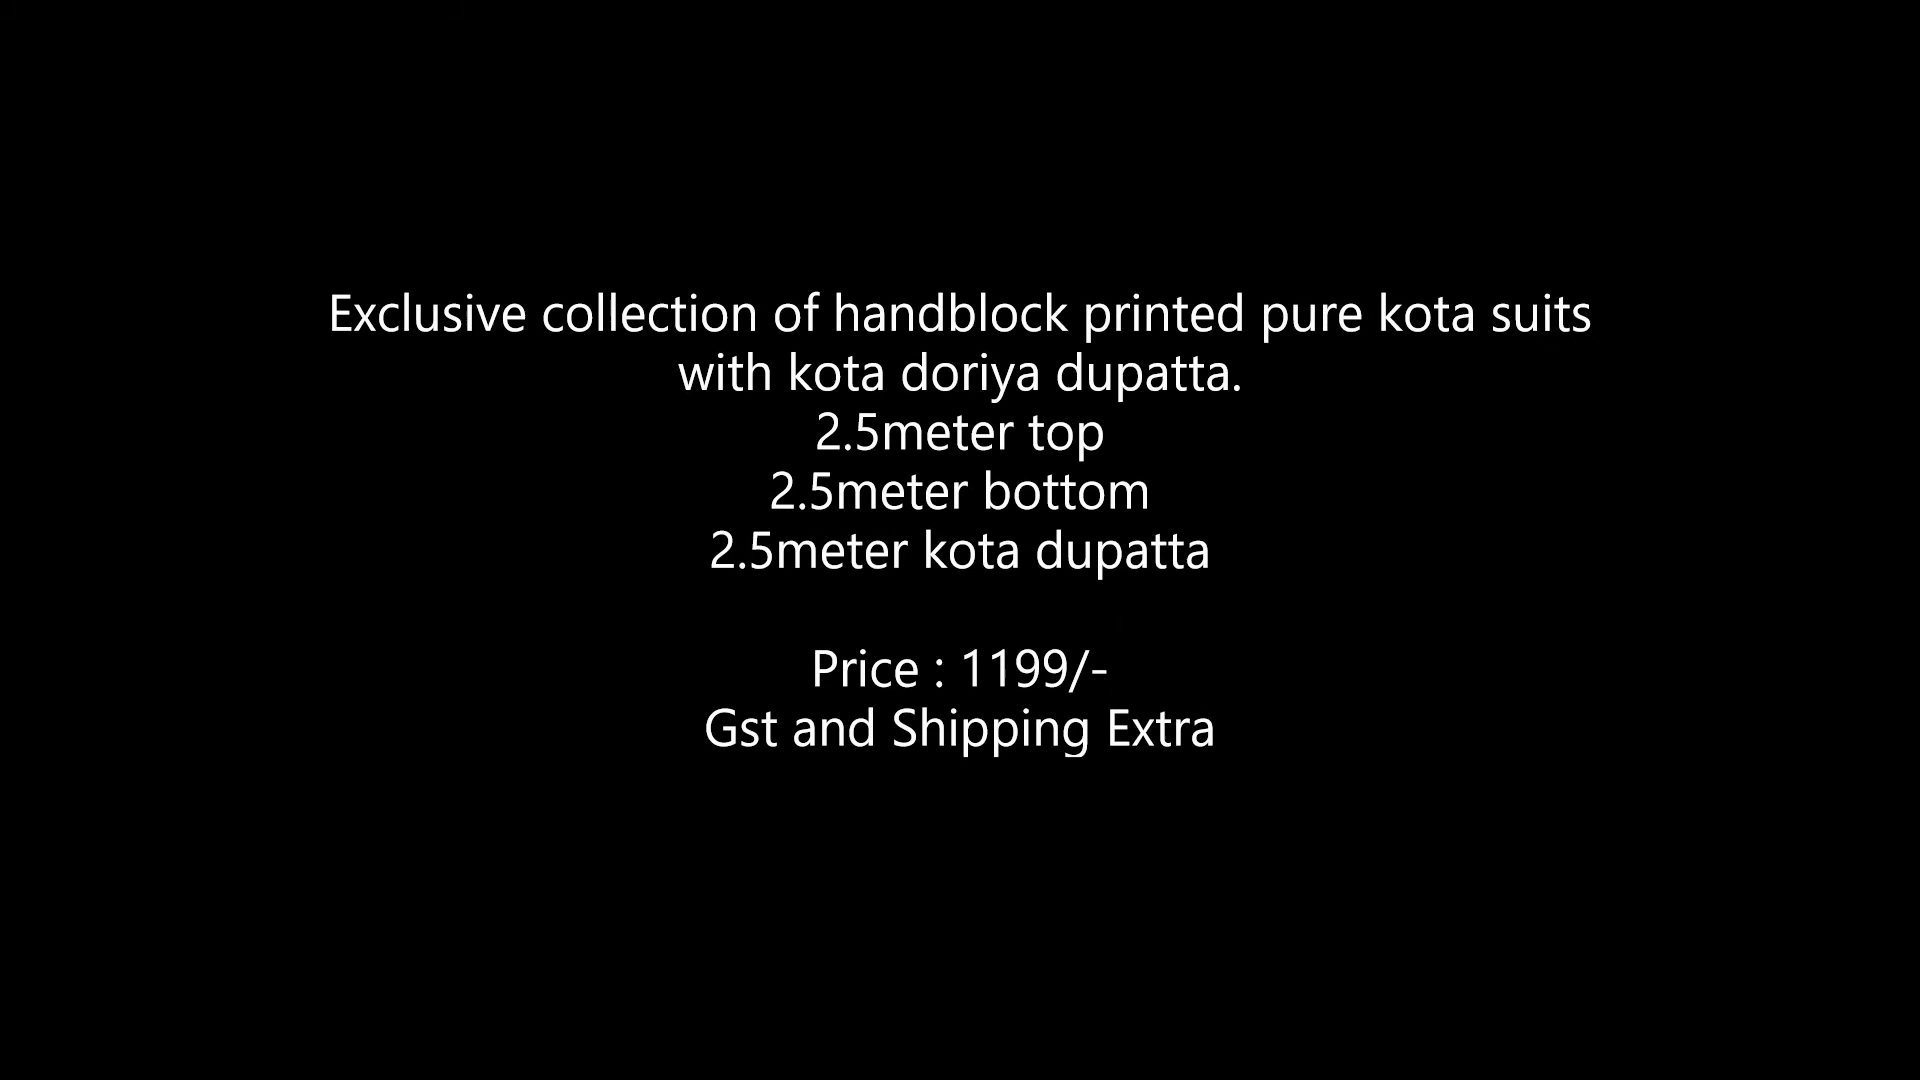 Exclusive collection of handblock printed pure kota suits
with kota doriya dupatta.
2.5meter top
2.5meter bottom
2.5meter kota dupatta
Price : 1199/-
Gst and Shipping Extra